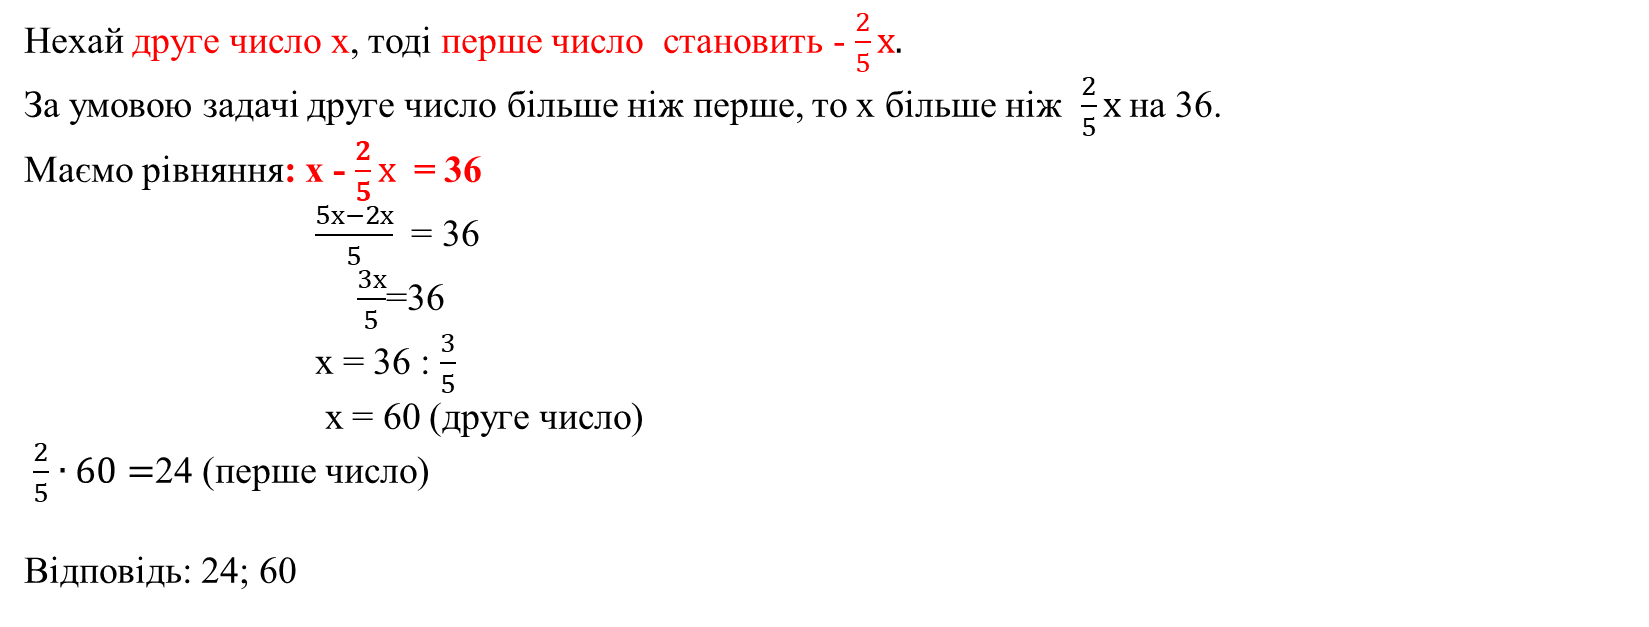 Нехай друге число х, тоді перше число становить - 2/5 х.
За умовою задачі друге число більше ніж перше, то х більше ніж 2/5 х на 36.
Маємо рівняння: х - 2/5 х = 36
(5х−2х)/5 = 36
3х/5=36
х = 36 : 3/5
х = 60 (друге число)
2/5 · 60 =24 (перше число)
Відповідь: 24; 60